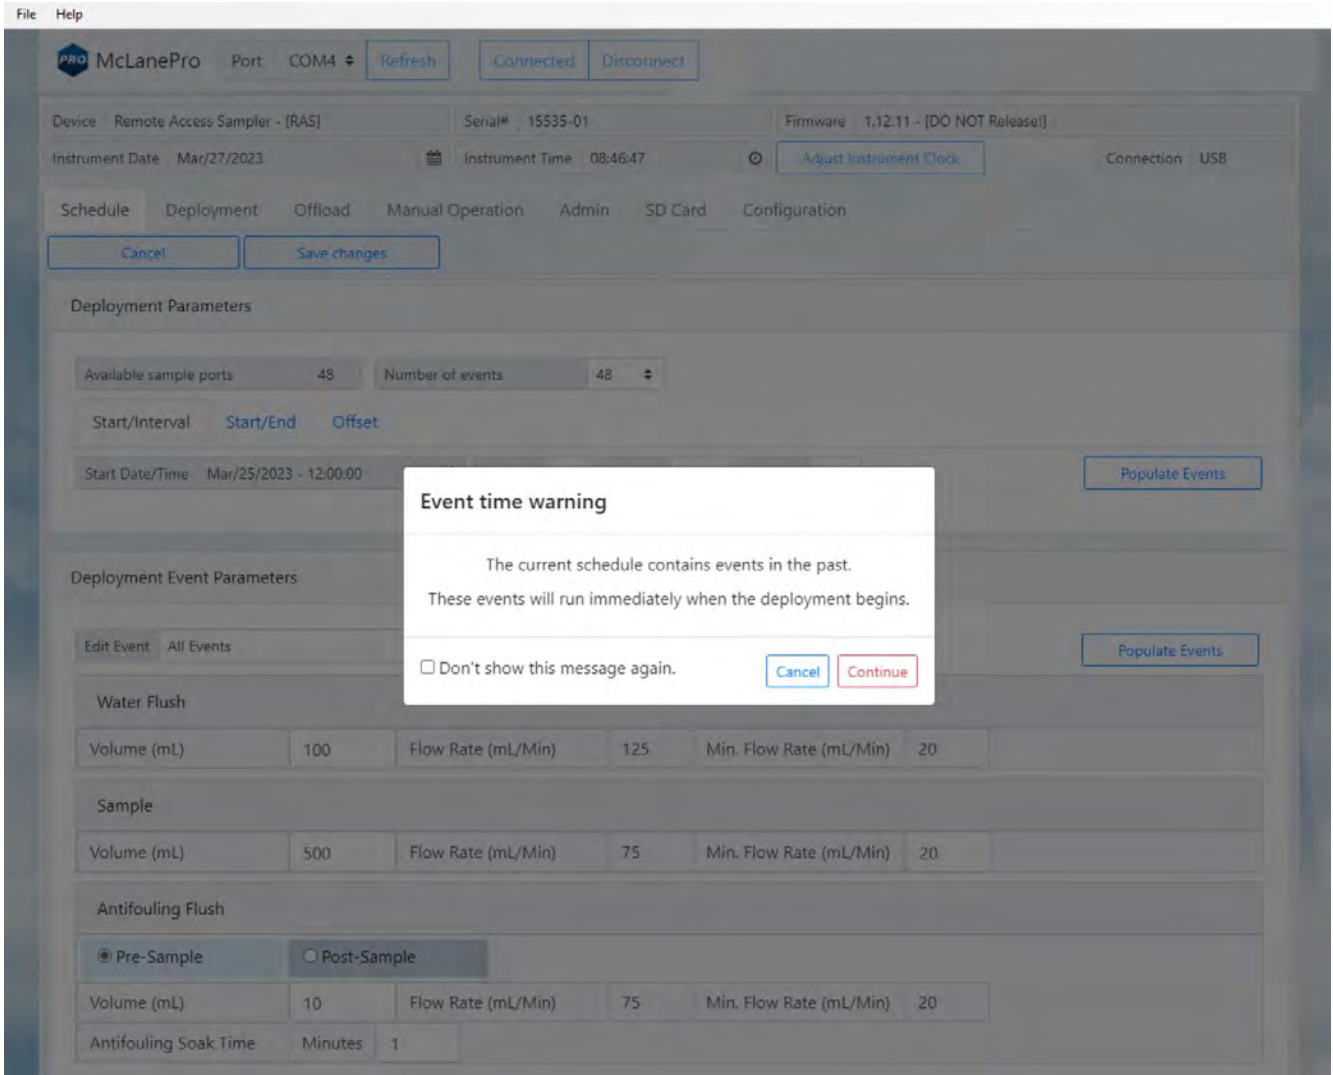 File Help
PRO McLanePro Port COM4 Refresh Connected Disconnect
Device Remote Access Sampler - [RAS] Serial# 15535-01 Firmware 1.12.11 - [DO NOT Release!]
Instrument Date Mar/27/2023 Instrument Time 08:46:47 Adjust Instrument Clock Connection USB
Schedule Deployment Offload Manual Operation Admin SD Card Configuration
Cancel Save changes
Deployment Parameters
Available sample ports 48 Number of events 48
Start/Interval Start/End Offset
Start Date/Time Mar/25/2023 - 12:00:00 Populate Events
Event time warning
The current schedule contains events in the past.
These events will run immediately when the deployment begins.
Don't show this message again. Cancel Continue
Deployment Event Parameters
Edit Event All Events Populate Events
Water Flush
Volume (mL) 100 Flow Rate (mL/Min) 125 Min. Flow Rate (mL/Min) 20
Sample
Volume (mL) 500 Flow Rate (mL/Min) 75 Min. Flow Rate (mL/Min) 20
Antifouling Flush
Pre-Sample Post-Sample
Volume (mL) 10 Flow Rate (mL/Min) 75 Min. Flow Rate (mL/Min) 20
Antifouling Soak Time Minutes 1